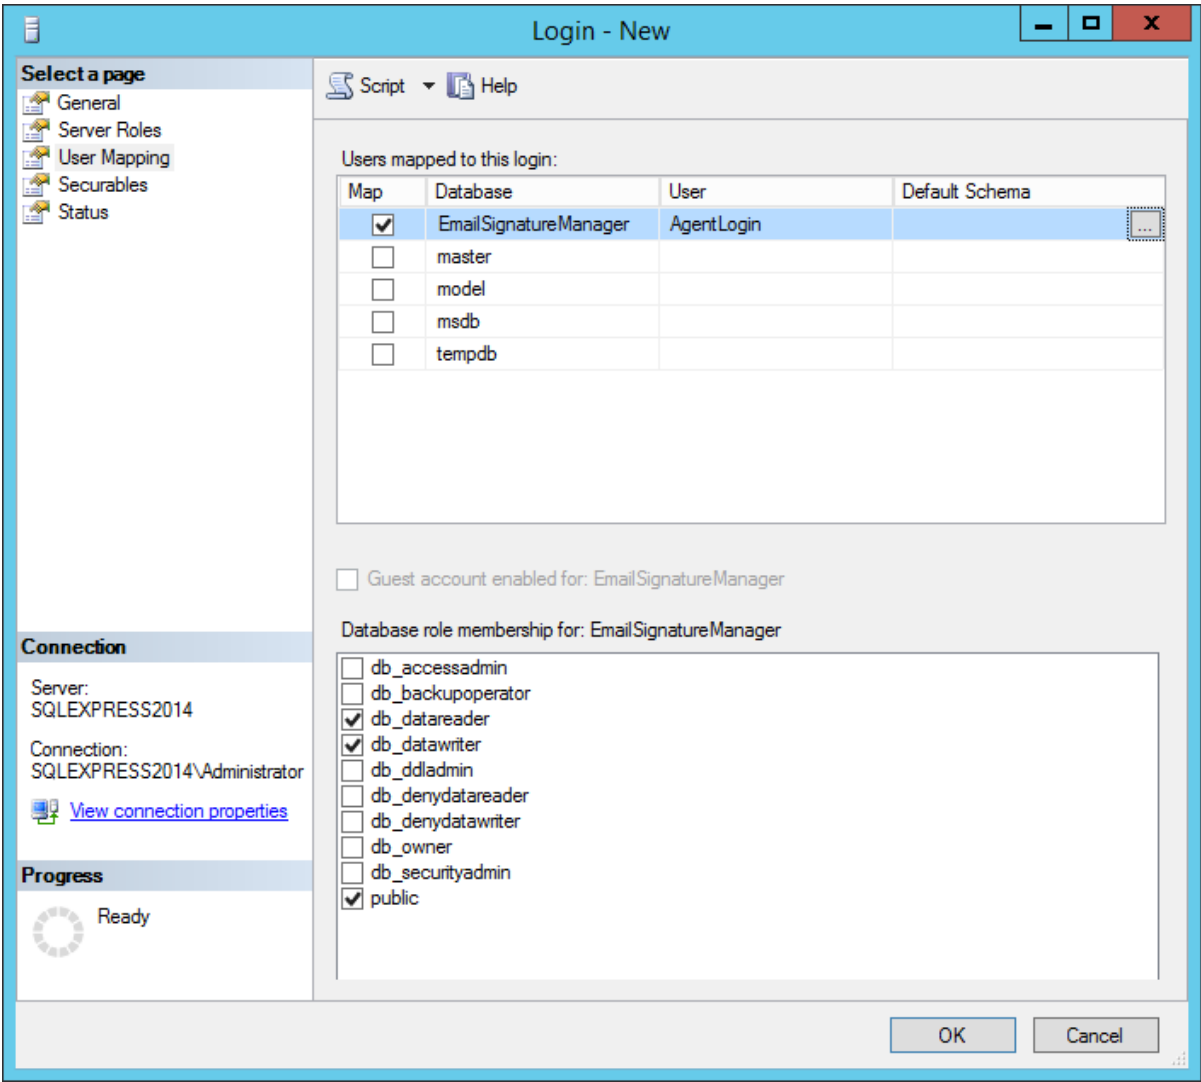 Login - New
Select a page
General
Server Roles
User Mapping
Securables
Status
Script
Help
Users mapped to this login:
Map Database User Default Schema
EmailSignatureManager AgentLogin ...
master
model
msdb
tempdb
Guest account enabled for: EmailSignatureManager
Database role membership for: EmailSignatureManager
db_accessadmin
db_backupoperator
db_datareader
db_datawriter
db_ddladmin
db_denydatareader
db_denydatawriter
db_owner
db_securityadmin
public
Connection
Server:
SQLEXPRESS2014
Connection:
SQLEXPRESS2014\Administrator
View connection properties
Progress
Ready
OK Cancel